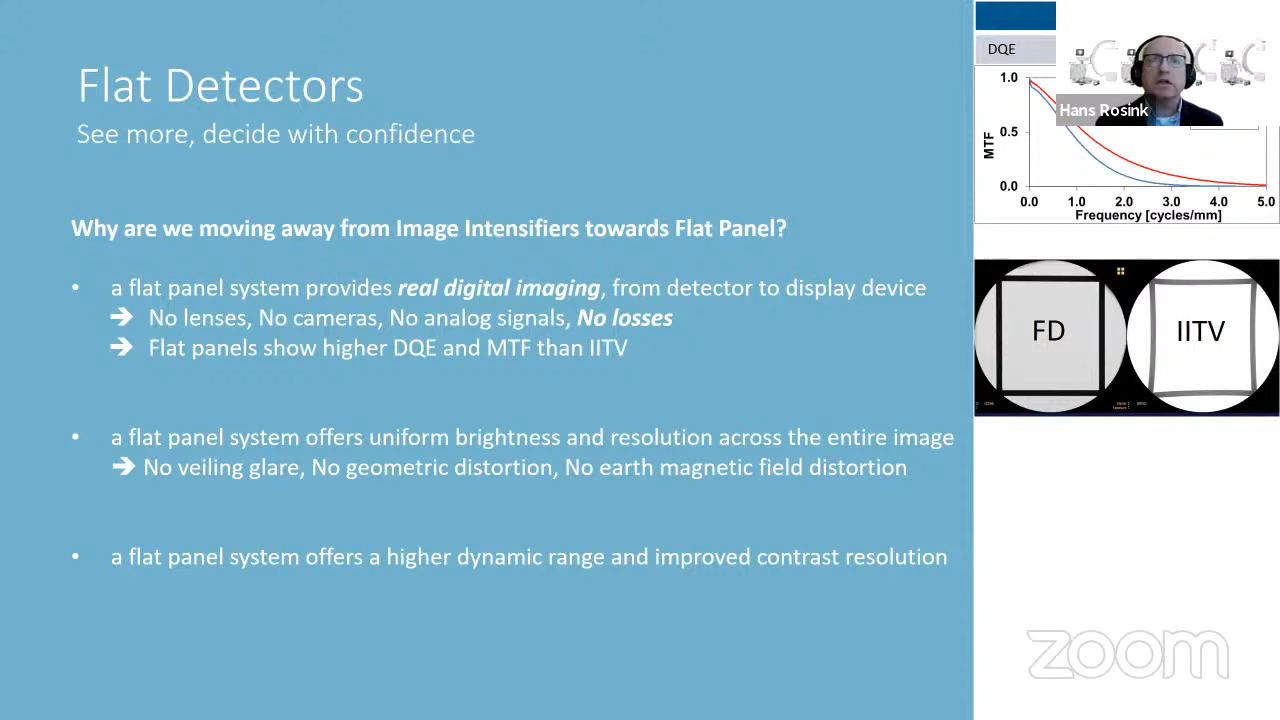 Flat Detectors
See more, decide with confidence
Why are we moving away from Image Intensifiers towards Flat Panel?
• a flat panel system provides real digital imaging, from detector to display device
➔ No lenses, No cameras, No analog signals, No losses
➔ Flat panels show higher DQE and MTF than IITV
• a flat panel system offers uniform brightness and resolution across the entire image
➔ No veiling glare, No geometric distortion, No earth magnetic field distortion
• a flat panel system offers a higher dynamic range and improved contrast resolution
DQE
Hans Rosink
1.0
0.5
0.0
MTF
0.0 1.0 2.0 3.0 4.0 5.0
Frequency [cycles/mm]
FD
IITV
zoom